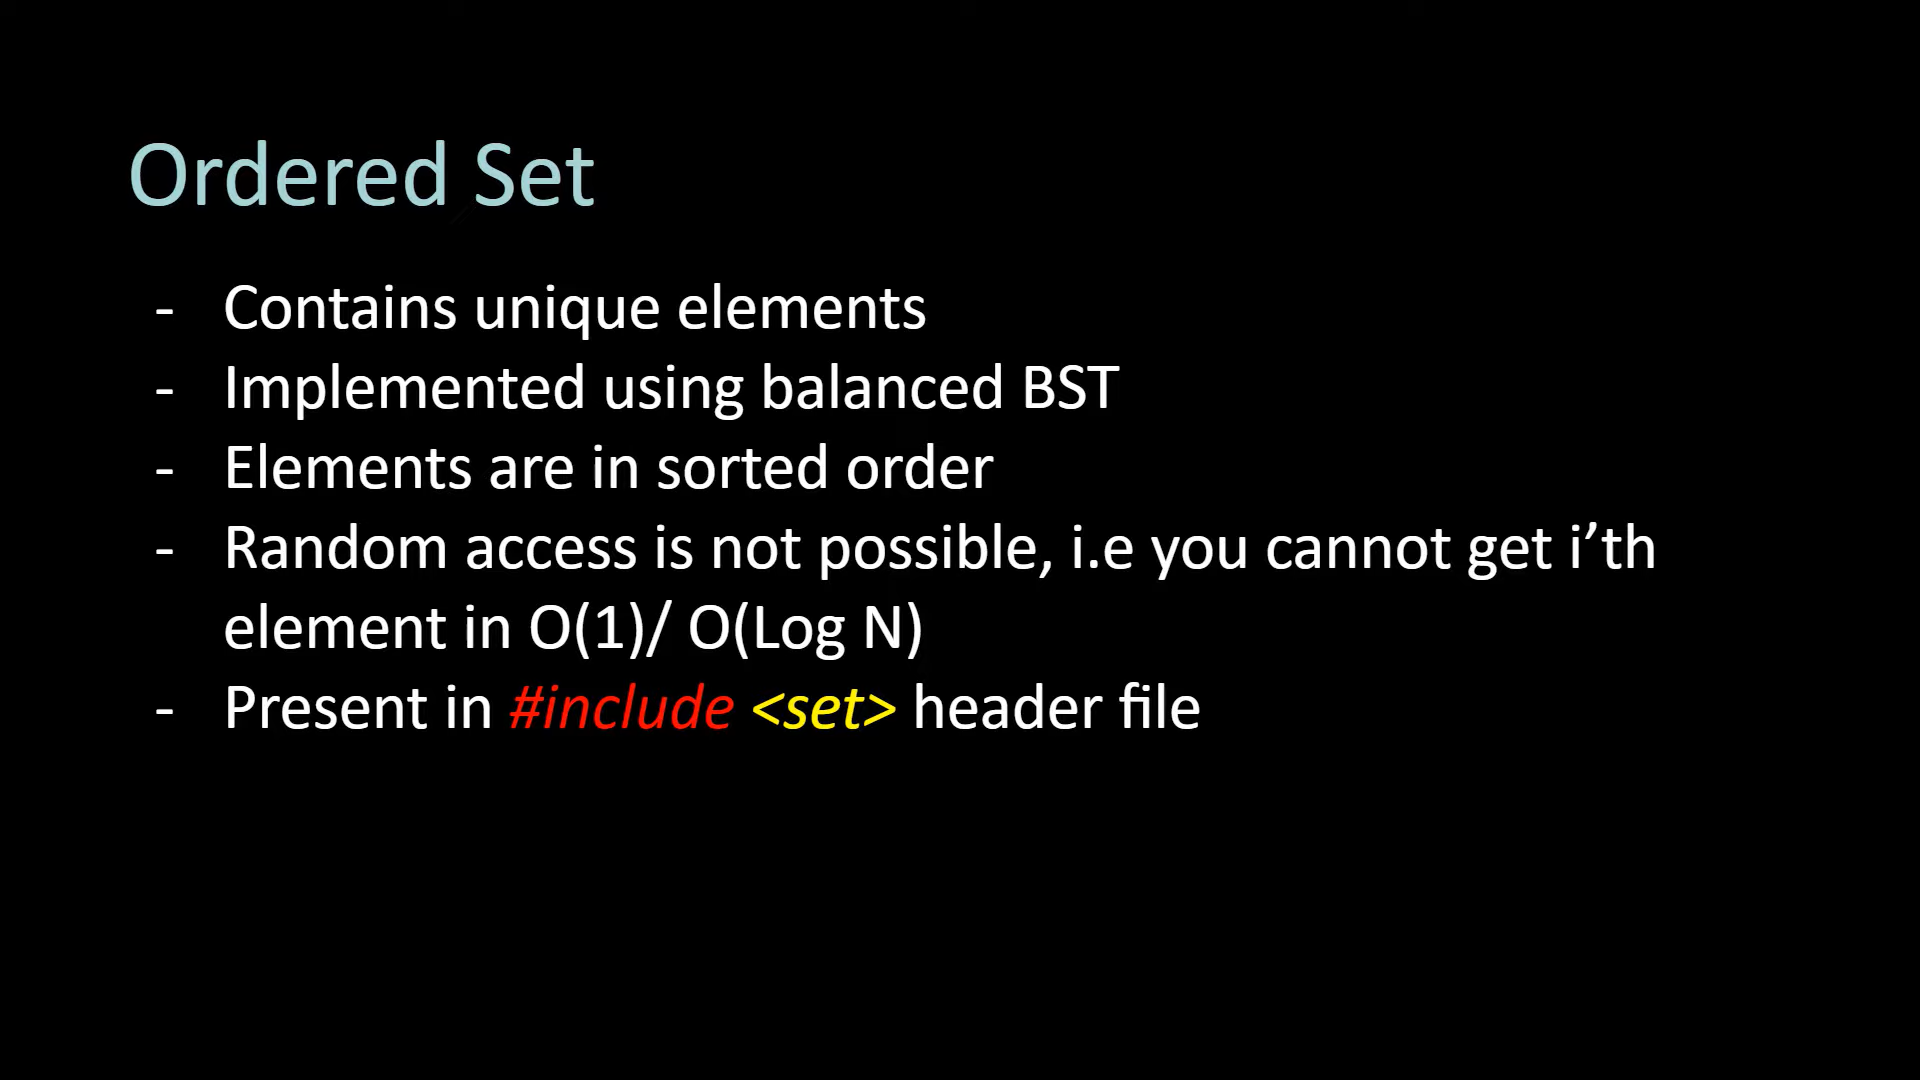 Ordered Set
- Contains unique elements
- Implemented using balanced BST
- Elements are in sorted order
- Random access is not possible, i.e you cannot get i’th
element in O(1)/ O(Log N)
- Present in #include <set> header file